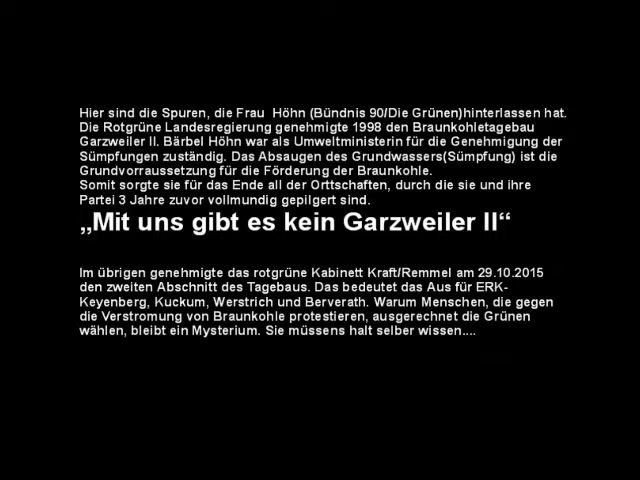 Hier sind die Spuren, die Frau  Höhn (Bündnis 90/Die Grünen)hinterlassen hat.
Die Rotgrüne Landesregierung genehmigte 1998 den Braunkohletagebau
Garzweiler II. Bärbel Höhn war als Umweltministerin für die Genehmigung der
Sümpfungen zuständig. Das Absaugen des Grundwassers(Sümpfung) ist die
Grundvorraussetzung für die Förderung der Braunkohle.
Somit sorgte sie für das Ende all der Orttschaften, durch die sie und ihre
Partei 3 Jahre zuvor vollmundig gepilgert sind.
„Mit uns gibt es kein Garzweiler II“
Im übrigen genehmigte das rotgrüne Kabinett Kraft/Remmel am 29.10.2015
den zweiten Abschnitt des Tagebaus. Das bedeutet das Aus für ERK-
Keyenberg, Kuckum, Werstrich und Berverath. Warum Menschen, die gegen
die Verstromung von Braunkohle protestieren, ausgerechnet die Grünen
wählen, bleibt ein Mysterium. Sie müssens halt selber wissen....